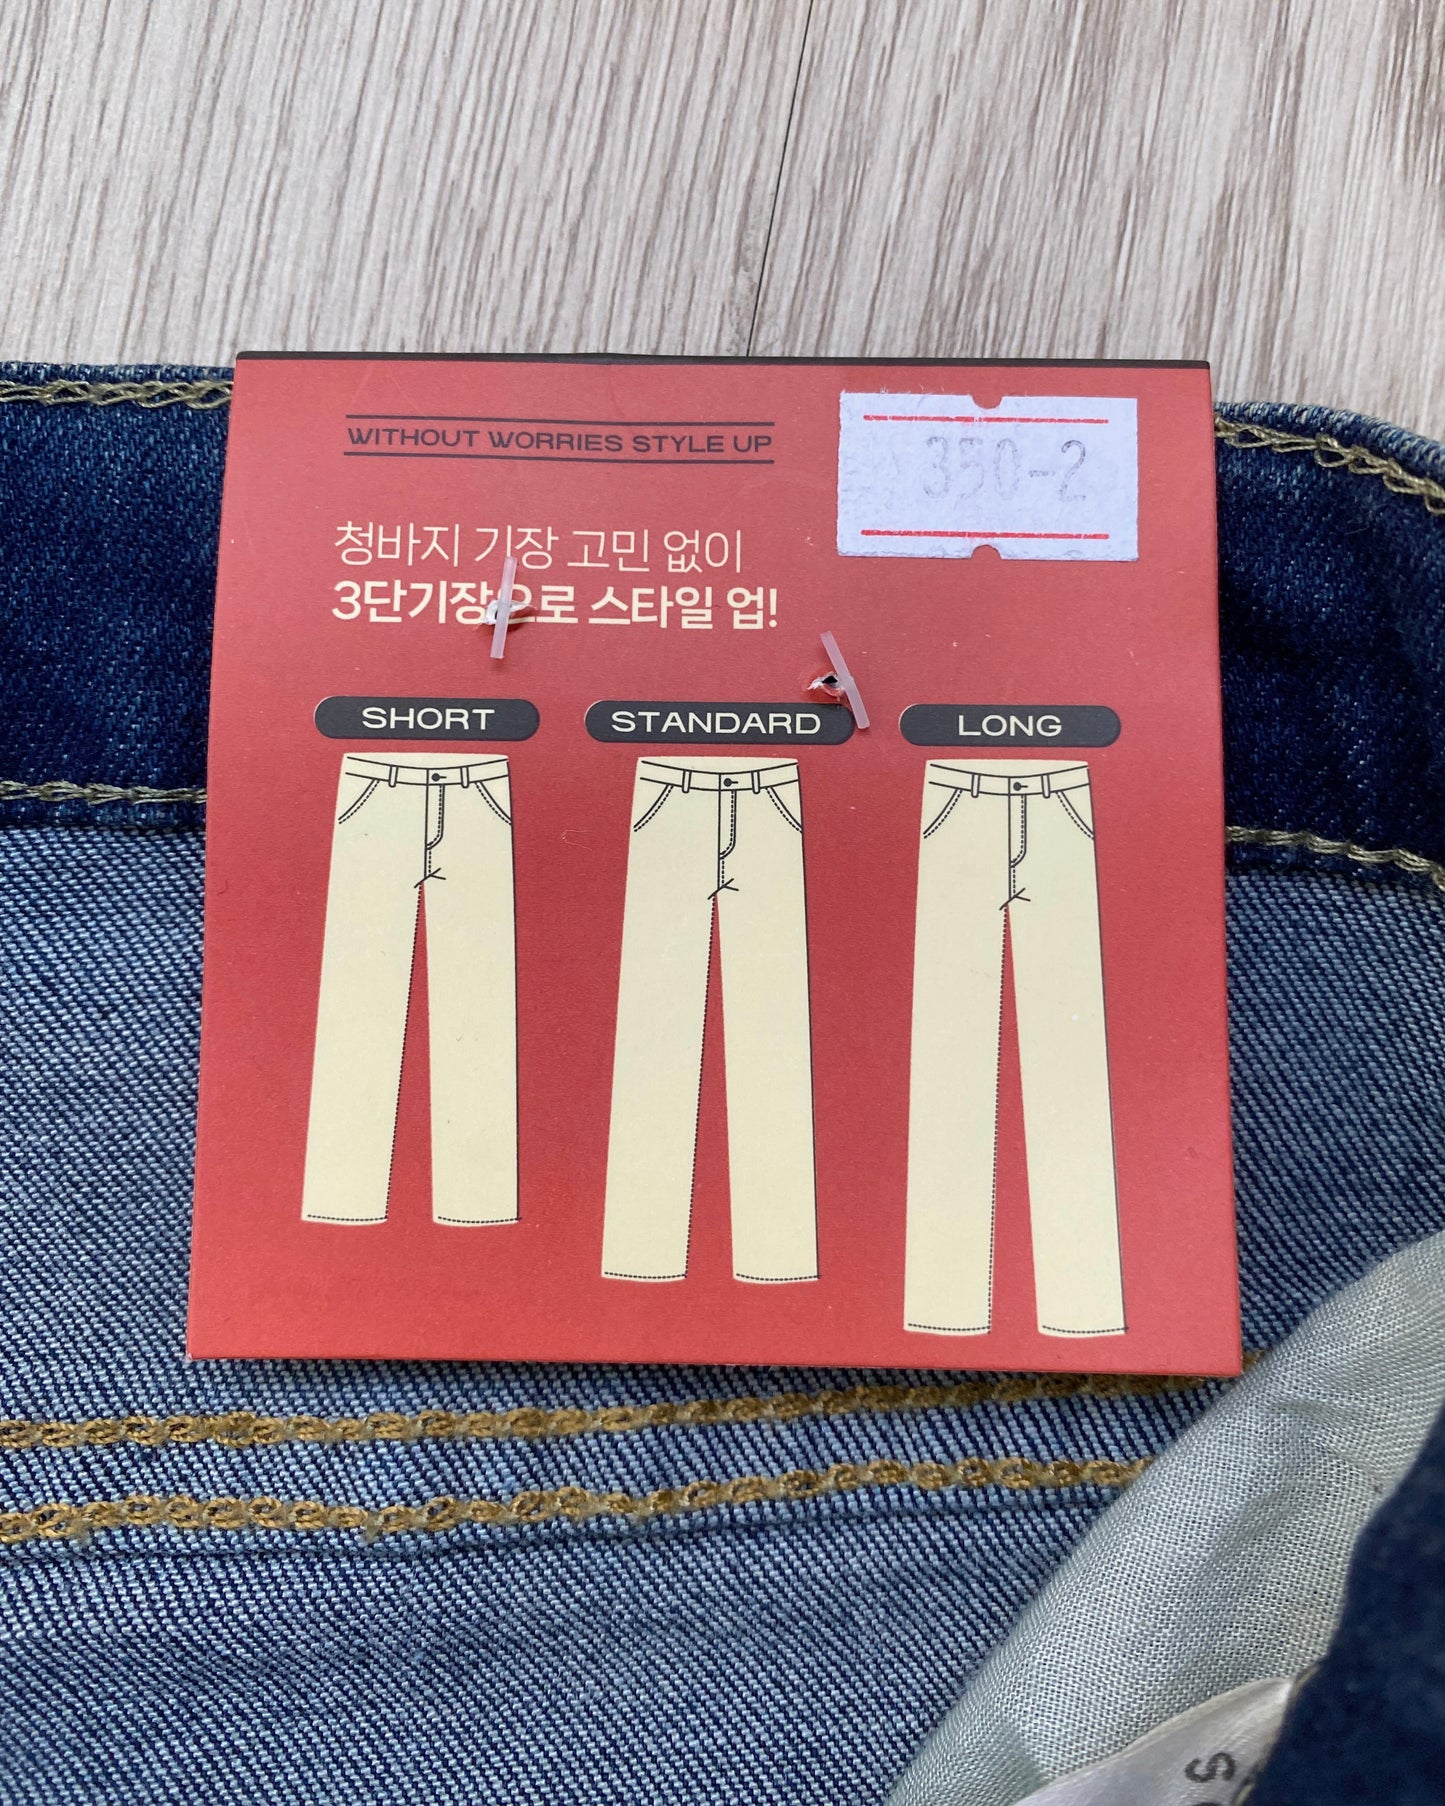 WITHOUT WORRIES STYLE UP
350-2
청바지 기장 고민 없이
3단기장으로 스타일 업!
SHORT
STANDARD
LONG
S